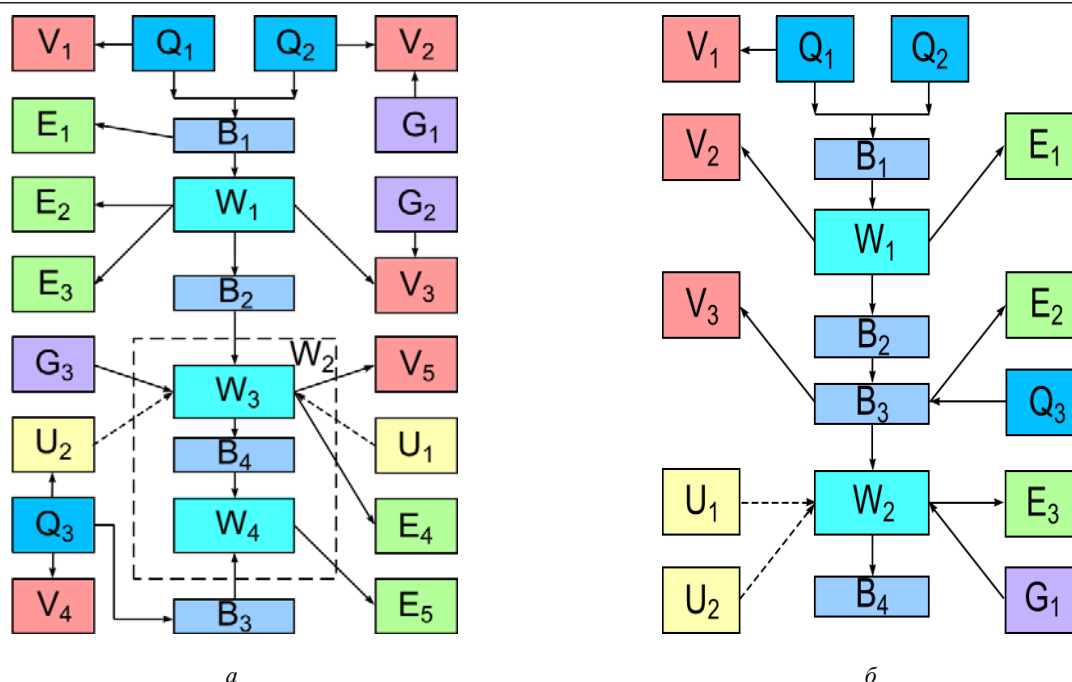 V₁ Q₁ Q₂ V₂
E₁ B₁ G₁
E₂ W₁ G₂
E₃ B₂ V₃
G₃ W₃ W₂ V₅
U₂ B₄ U₁
Q₃ W₄ E₄
V₄ B₃ E₅
а
V₁ Q₁ Q₂
V₂ B₁ E₁
W₁
V₃ B₂ E₂
B₃ Q₃
U₁ W₂ E₃
U₂ B₄ G₁
б